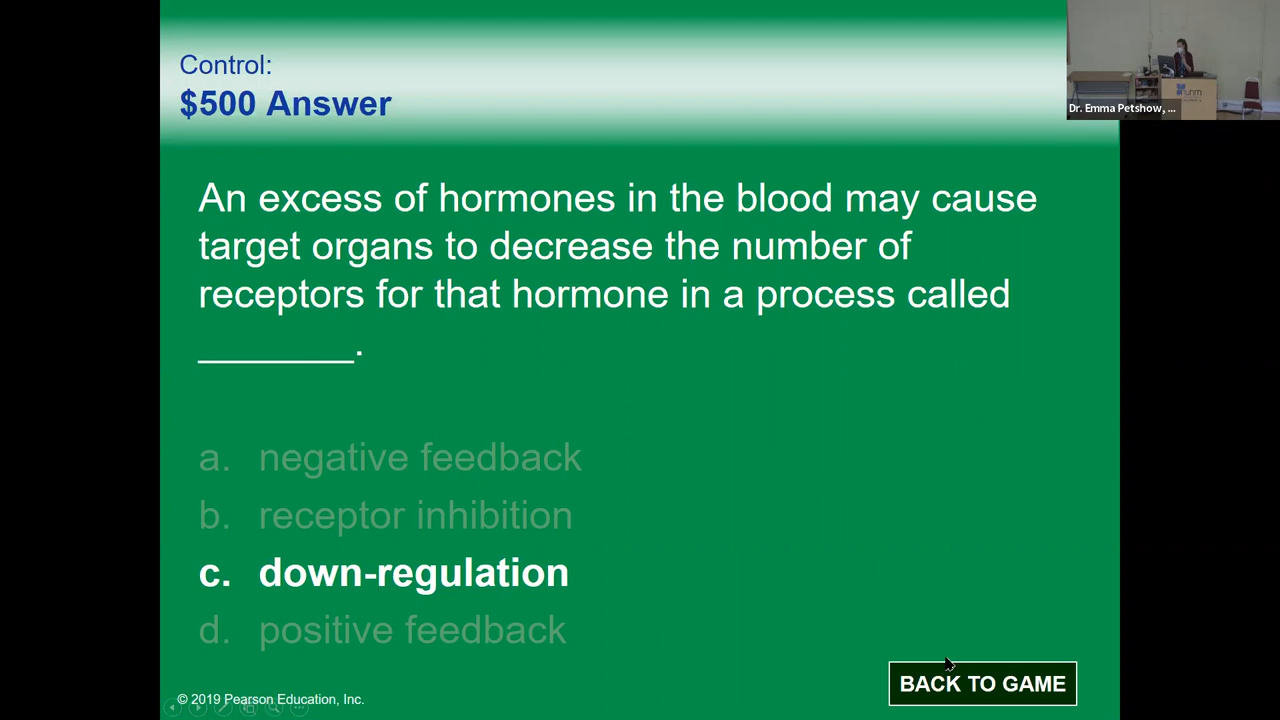 Control:
$500 Answer
Dr. Emma Petshow, ...
An excess of hormones in the blood may cause
target organs to decrease the number of
receptors for that hormone in a process called
________.
a. negative feedback
b. receptor inhibition
c. down-regulation
d. positive feedback
BACK TO GAME
© 2019 Pearson Education, Inc.